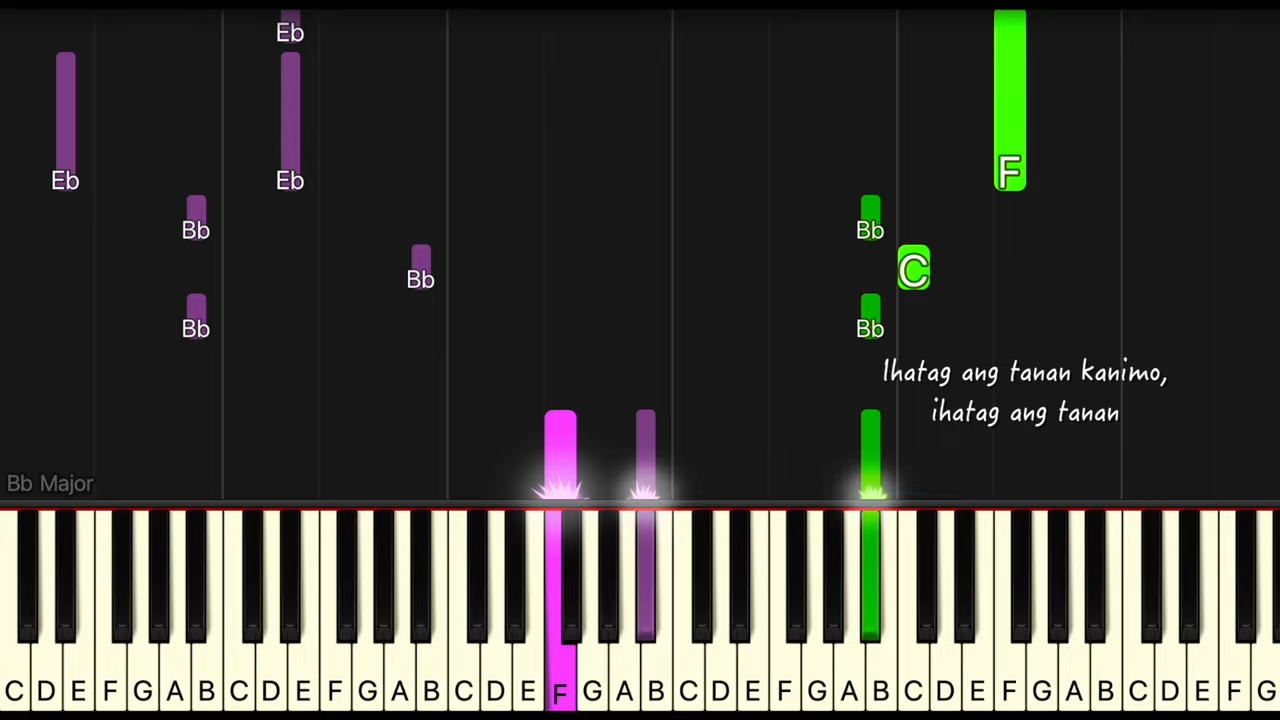 Eb
Eb Eb F
Bb Bb
Bb C
Bb Bb
Ihatag ang tanan kanimo,
ihatag ang tanan
Bb Major
C D E F G A B C D E F G A B C D E F G A B C D E F G A B C D E F G A B C D E F G